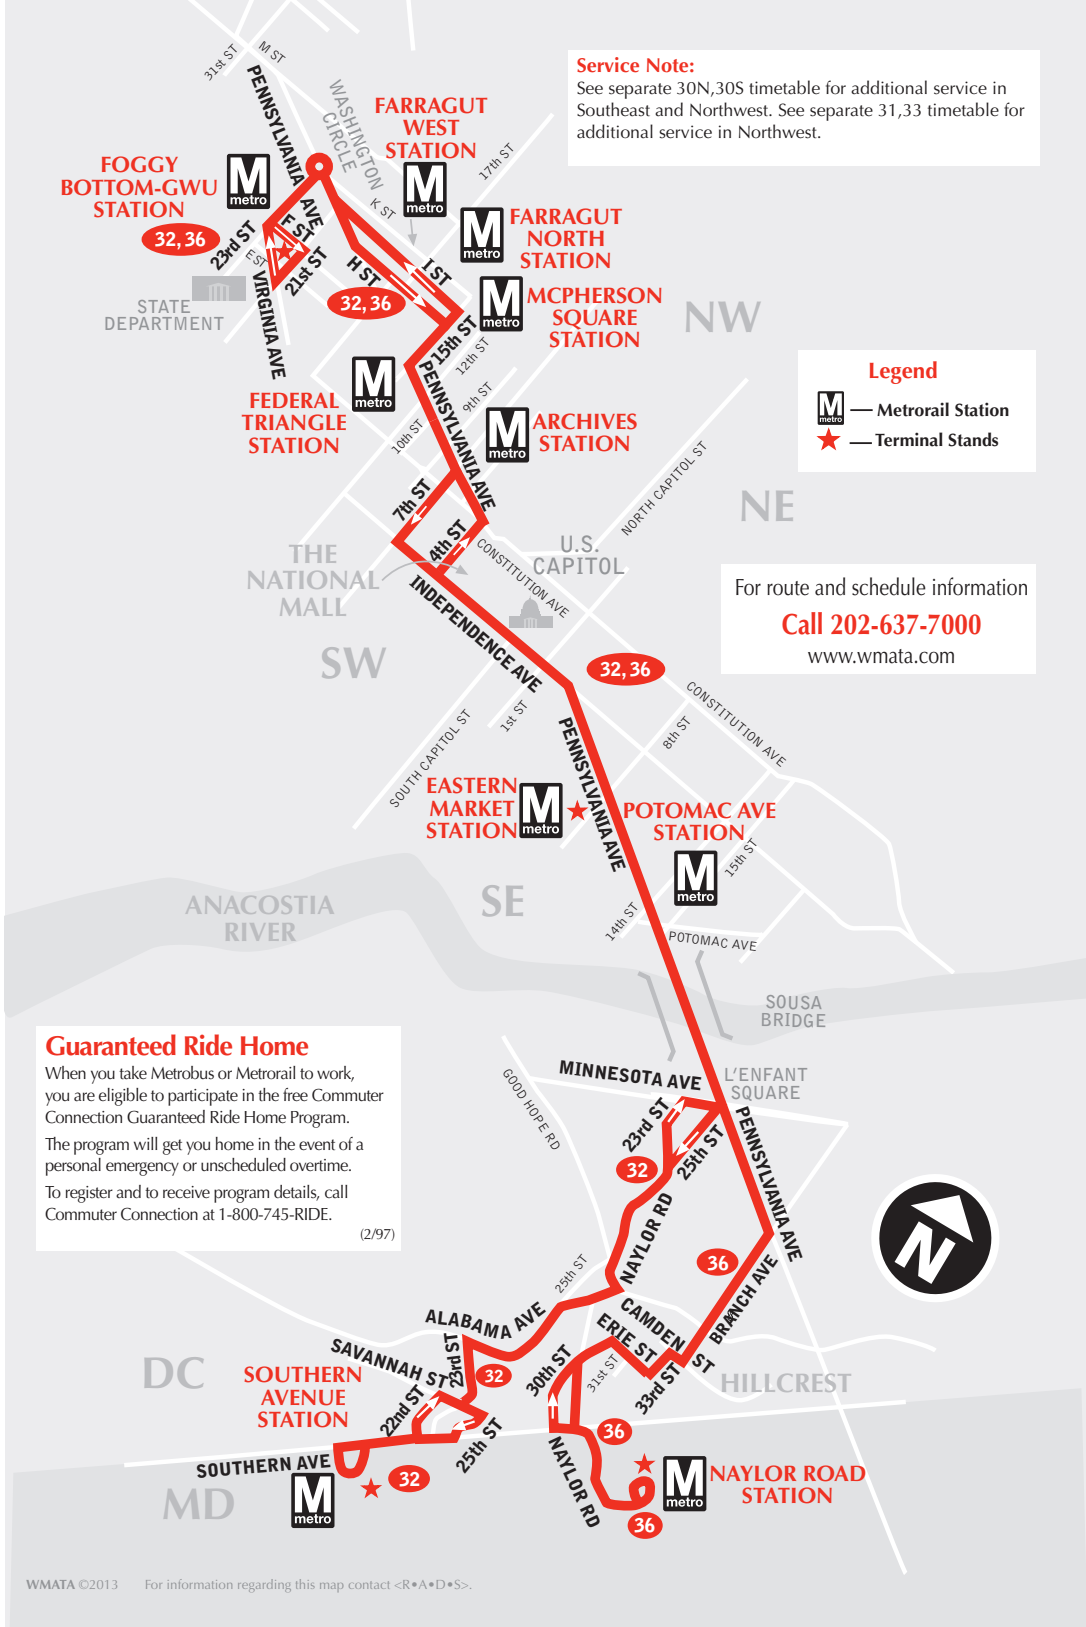 31st ST
M ST
PENNSYLVANIA AVE
WASHINGTON
CIRCLE
K ST
17th ST
Service Note:
See separate 30N,30S timetable for additional service in
Southeast and Northwest. See separate 31,33 timetable for
additional service in Northwest.
FARRAGUT
WEST
STATION
M
metro
FOGGY
BOTTOM-GWU
STATION
M
metro
32, 36
FARRAGUT
NORTH
STATION
M
metro
23rd ST
F ST
E ST
21st ST
VIRGINIA AVE
H ST
I ST
STATE
DEPARTMENT
32, 36
M
metro
MCPHERSON
SQUARE
STATION
NW
15th ST
12th ST
9th ST
10th ST
M
metro
FEDERAL
TRIANGLE
STATION
PENNSYLVANIA AVE
M
metro
ARCHIVES
STATION
Legend
M
metro
— Metrorail Station
— Terminal Stands
NORTH CAPITOL ST
NE
7th ST
4th ST
CONSTITUTION AVE
U.S.
CAPITOL
THE
NATIONAL
MALL
INDEPENDENCE AVE
SW
For route and schedule information
Call 202-637-7000
www.wmata.com
32, 36
CONSTITUTION AVE
1st ST
8th ST
SOUTH CAPITOL ST
PENNSYLVANIA AVE
EASTERN
MARKET
STATION
M
metro
POTOMAC AVE
STATION
M
metro
15th ST
14th ST
POTOMAC AVE
SE
ANACOSTIA
RIVER
SOUSA
BRIDGE
Guaranteed Ride Home
When you take Metrobus or Metrorail to work,
you are eligible to participate in the free Commuter
Connection Guaranteed Ride Home Program.
The program will get you home in the event of a
personal emergency or unscheduled overtime.
To register and to receive program details, call
Commuter Connection at 1-800-745-RIDE.
(2/97)
MINNESOTA AVE
L'ENFANT
SQUARE
GOOD HOPE RD
23rd ST
25th ST
32
PENNSYLVANIA AVE
NAYLOR RD
36
BRANCH AVE
N
25th ST
ALABAMA AVE
CAMDEN ST
ERIE ST
SAVANNAH ST
23rd ST
32
30th ST
31st ST
33rd ST
HILLCREST
DC
SOUTHERN
AVENUE
STATION
22nd ST
25th ST
36
SOUTHERN AVE
32
NAYLOR RD
M
metro
NAYLOR ROAD
STATION
MD
M
metro
36
WMATA ©2013 For information regarding this map contact <R•A•D•S>.